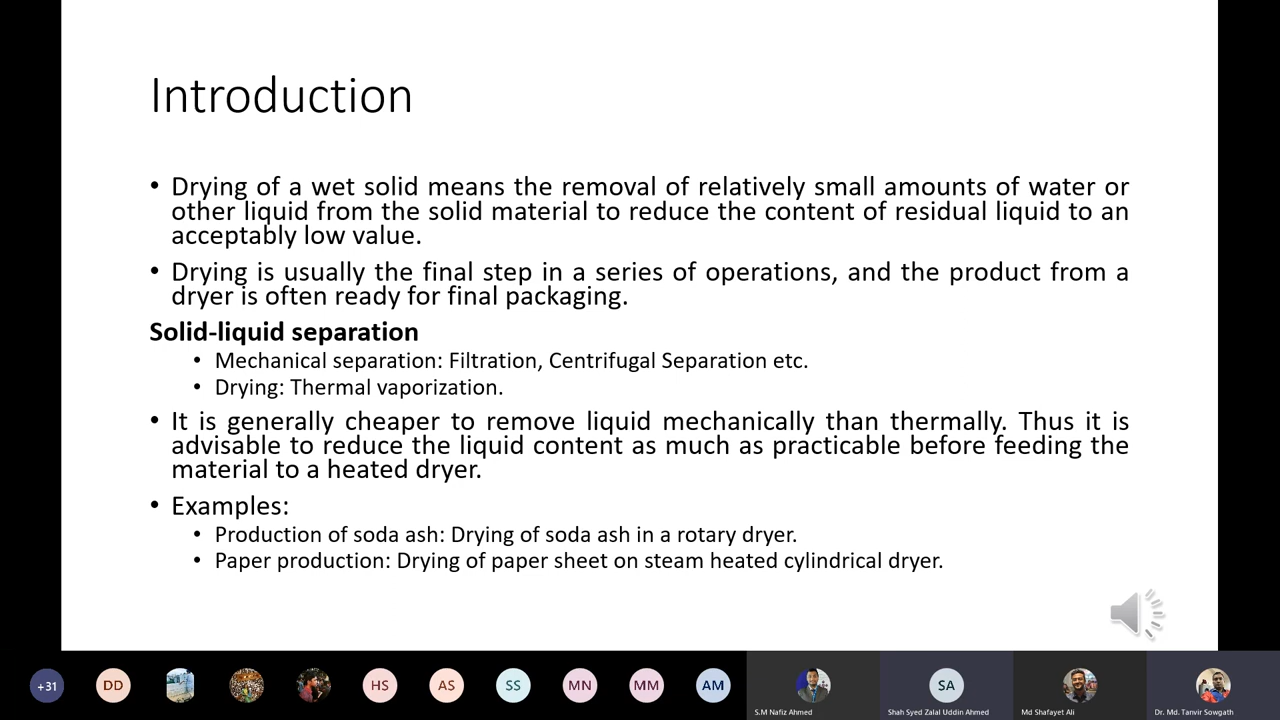 Introduction
• Drying of a wet solid means the removal of relatively small amounts of water or
other liquid from the solid material to reduce the content of residual liquid to an
acceptably low value.
• Drying is usually the final step in a series of operations, and the product from a
dryer is often ready for final packaging.
Solid-liquid separation
• Mechanical separation: Filtration, Centrifugal Separation etc.
• Drying: Thermal vaporization.
• It is generally cheaper to remove liquid mechanically than thermally. Thus it is
advisable to reduce the liquid content as much as practicable before feeding the
material to a heated dryer.
• Examples:
• Production of soda ash: Drying of soda ash in a rotary dryer.
• Paper production: Drying of paper sheet on steam heated cylindrical dryer.
+31 DD HS AS SS MN MM AM SA
S.M Nafiz Ahmed Shah Syed Zalal Uddin Ahmed Md Shafayet Ali Dr. Md. Tanvir Sowgath